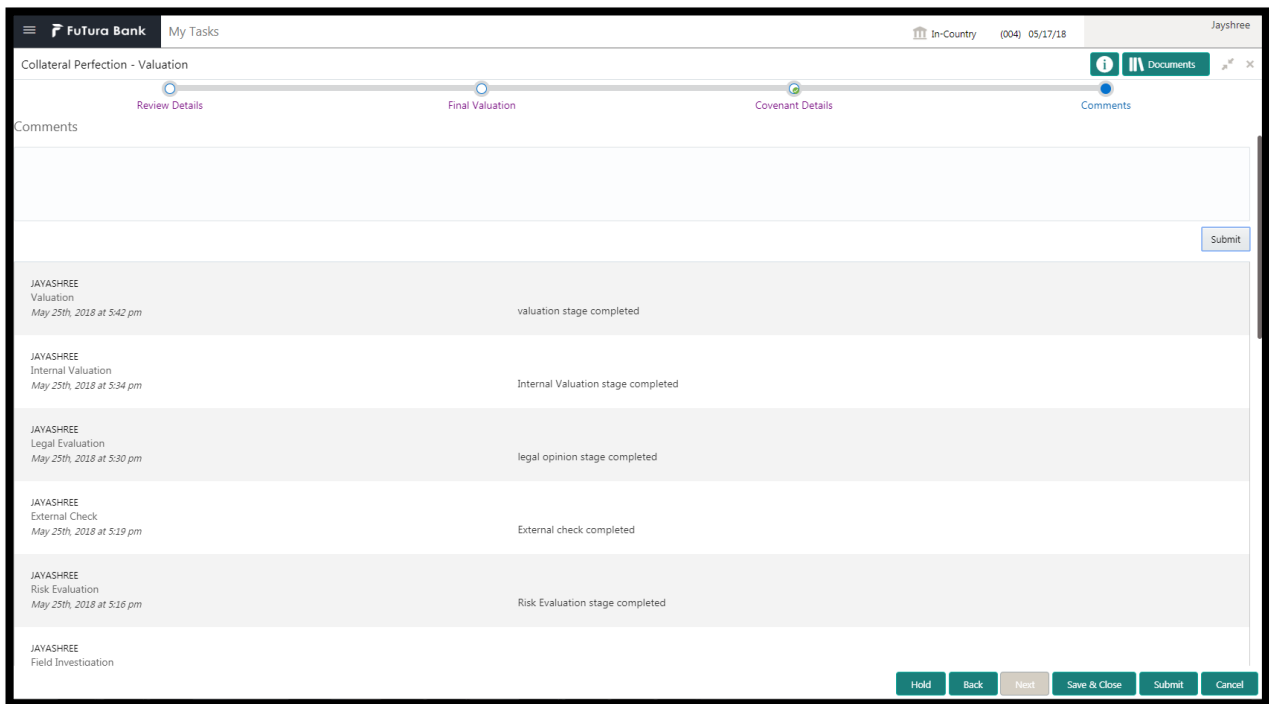 FuTura Bank My Tasks In-Country (004) 05/17/18 Jayshree
Collateral Perfection - Valuation i Documents
Review Details Final Valuation Covenant Details Comments
Comments
Submit
JAYASHREE
Valuation
May 25th, 2018 at 5:42 pm valuation stage completed
JAYASHREE
Internal Valuation
May 25th, 2018 at 5:34 pm Internal Valuation stage completed
JAYASHREE
Legal Evaluation
May 25th, 2018 at 5:30 pm legal opinion stage completed
JAYASHREE
External Check
May 25th, 2018 at 5:19 pm External check completed
JAYASHREE
Risk Evaluation
May 25th, 2018 at 5:16 pm Risk Evaluation stage completed
JAYASHREE
Field Investigation
Hold Back Next Save & Close Submit Cancel